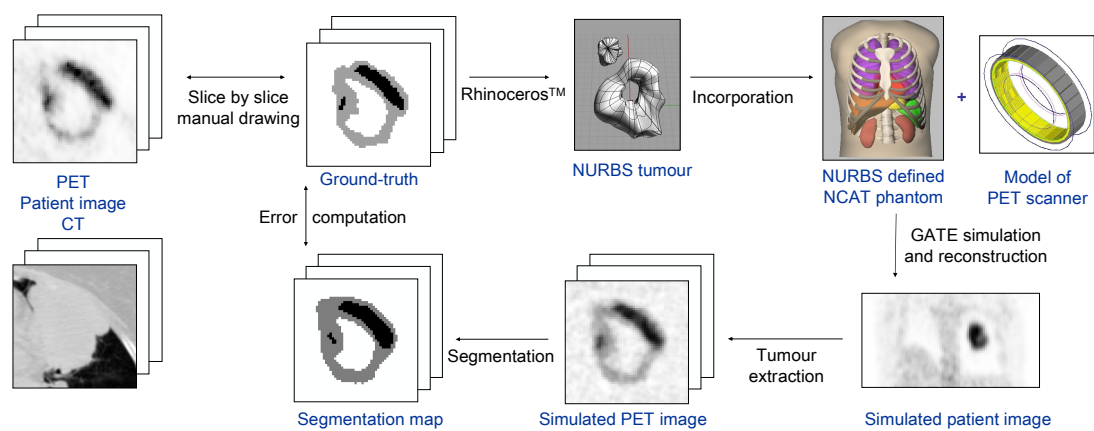 Slice by slice
manual drawing
Rhinoceros™
Incorporation
+
PET
Patient image
CT
Ground-truth
NURBS tumour
NURBS defined
NCAT phantom
Model of
PET scanner
Error computation
GATE simulation
and reconstruction
Segmentation
Tumour
extraction
Segmentation map
Simulated PET image
Simulated patient image